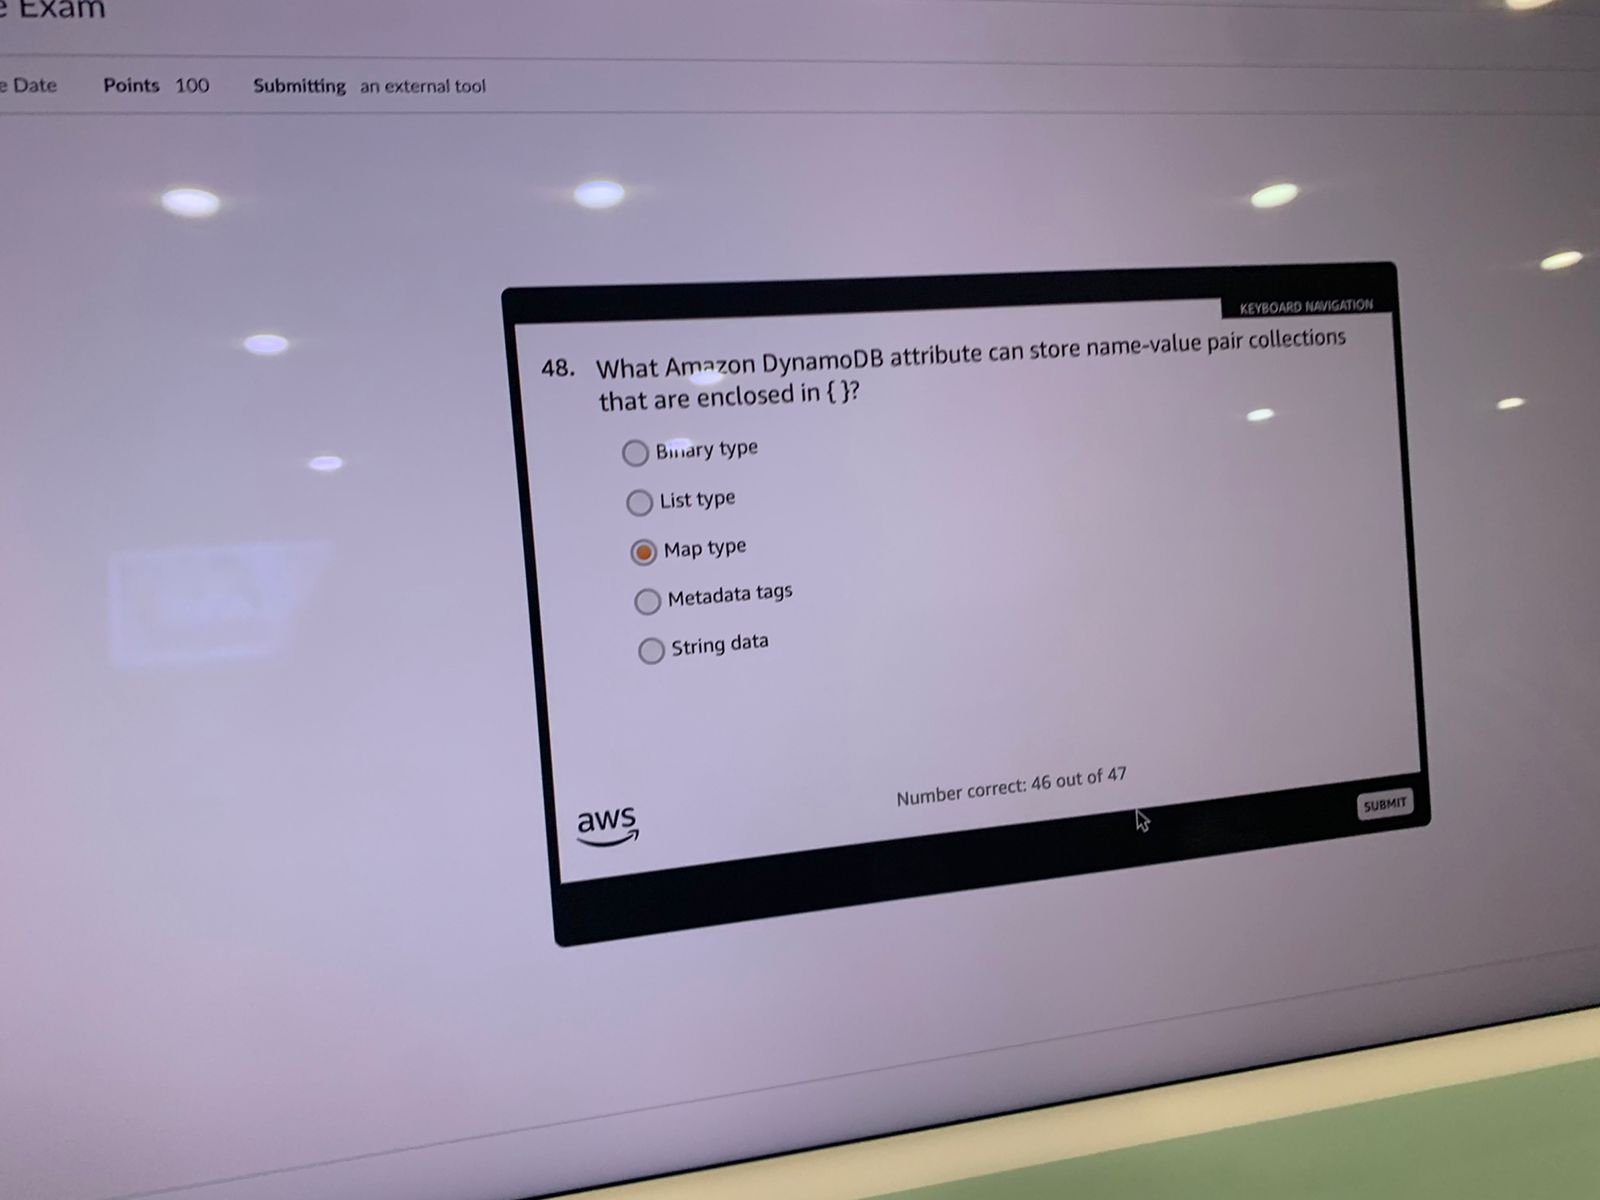 Exam
Date Points 100 Submitting an external tool
KEYBOARD NAVIGATION
48. What Amazon DynamoDB attribute can store name-value pair collections
that are enclosed in { }?
Binary type
List type
Map type
Metadata tags
String data
Number correct: 46 out of 47
aws
SUBMIT